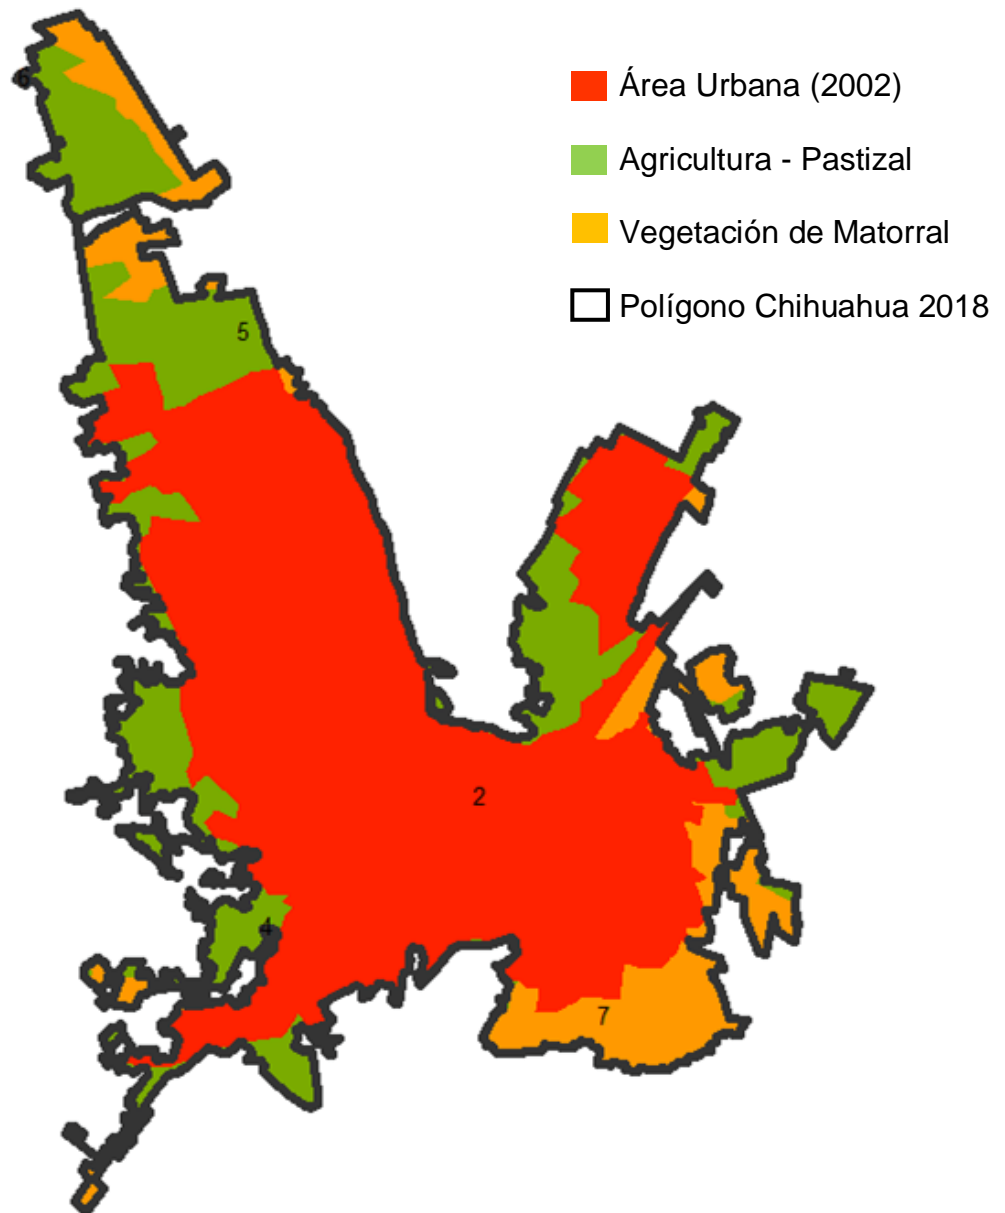 Área Urbana (2002)
Agricultura - Pastizal
Vegetación de Matorral
Polígono Chihuahua 2018
6
5
2
4
7